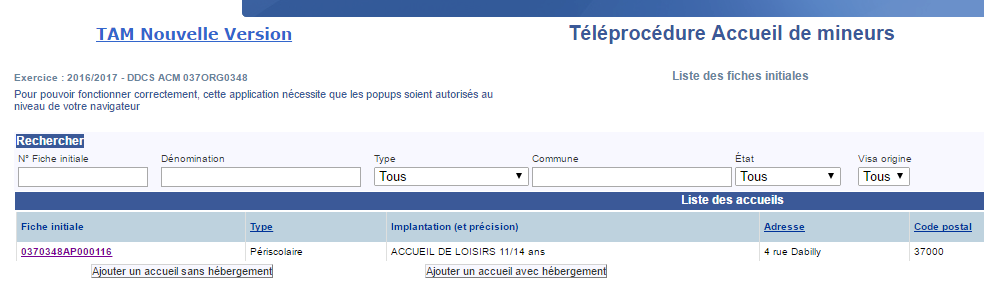 TAM Nouvelle Version
Téléprocédure Accueil de mineurs
Exercice : 2016/2017 - DDCS ACM 037ORG0348
Liste des fiches initiales
Pour pouvoir fonctionner correctement, cette application nécessite que les popups soient autorisés au
niveau de votre navigateur
Rechercher
N° Fiche initiale Dénomination Type Commune État Visa origine
Tous Tous Tous
Liste des accueils
Fiche initiale Type Implantation (et précision) Adresse Code postal
0370348AP000116 Périscolaire ACCUEIL DE LOISIRS 11/14 ans 4 rue Dabilly 37000
Ajouter un accueil sans hébergement Ajouter un accueil avec hébergement